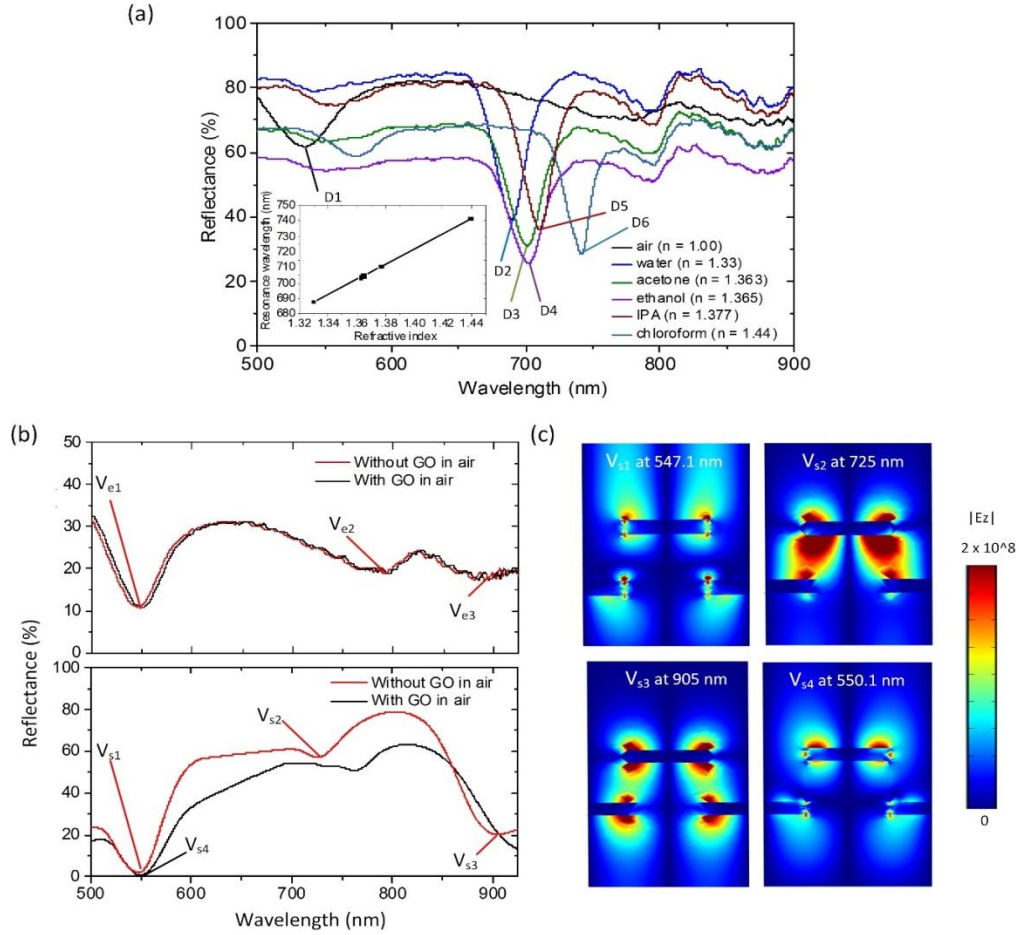 (a)
100
80
60
40
20
0
Reflectance (%)
D1
D2
D3
D4
D5
D6
750
740
730
720
710
700
690
680
Resonance wavelength (nm)
1.32 1.34 1.36 1.38 1.40 1.42 1.44
Refractive index
air (n = 1.00)
water (n = 1.33)
acetone (n = 1.363)
ethanol (n = 1.365)
IPA (n = 1.377)
chloroform (n = 1.44)
500 600 700 800 900
Wavelength (nm)
(b)
50
40
30
20
10
0
Without GO in air
With GO in air
Ve1
Ve2
Ve3
Reflectance (%)
100
80
60
40
20
0
Without GO in air
With GO in air
Vs1
Vs2
Vs3
Vs4
500 600 700 800 900
Wavelength (nm)
(c)
Vs1 at 547.1 nm
Vs2 at 725 nm
Vs3 at 905 nm
Vs4 at 550.1 nm
|Ez|
2 x 10^8
0